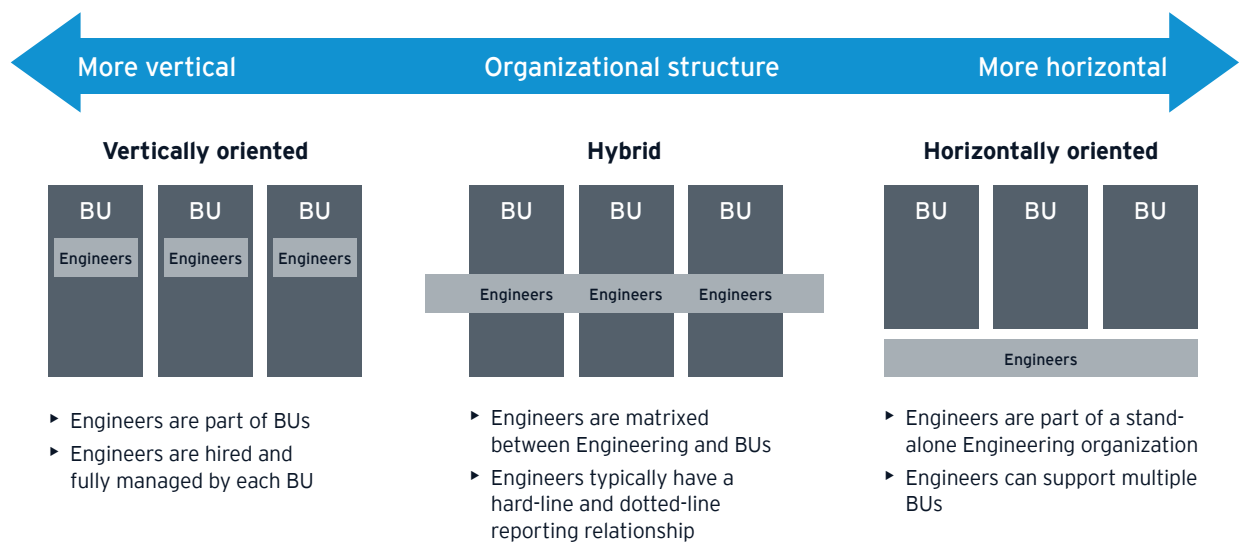 More vertical
Organizational structure
More horizontal
Vertically oriented
BU
BU
BU
Engineers
Engineers
Engineers
▸ Engineers are part of BUs
▸ Engineers are hired and
fully managed by each BU
Hybrid
BU
BU
BU
Engineers
Engineers
Engineers
▸ Engineers are matrixed
between Engineering and BUs
▸ Engineers typically have a
hard-line and dotted-line
reporting relationship
Horizontally oriented
BU
BU
BU
Engineers
▸ Engineers are part of a stand-
alone Engineering organization
▸ Engineers can support multiple
BUs